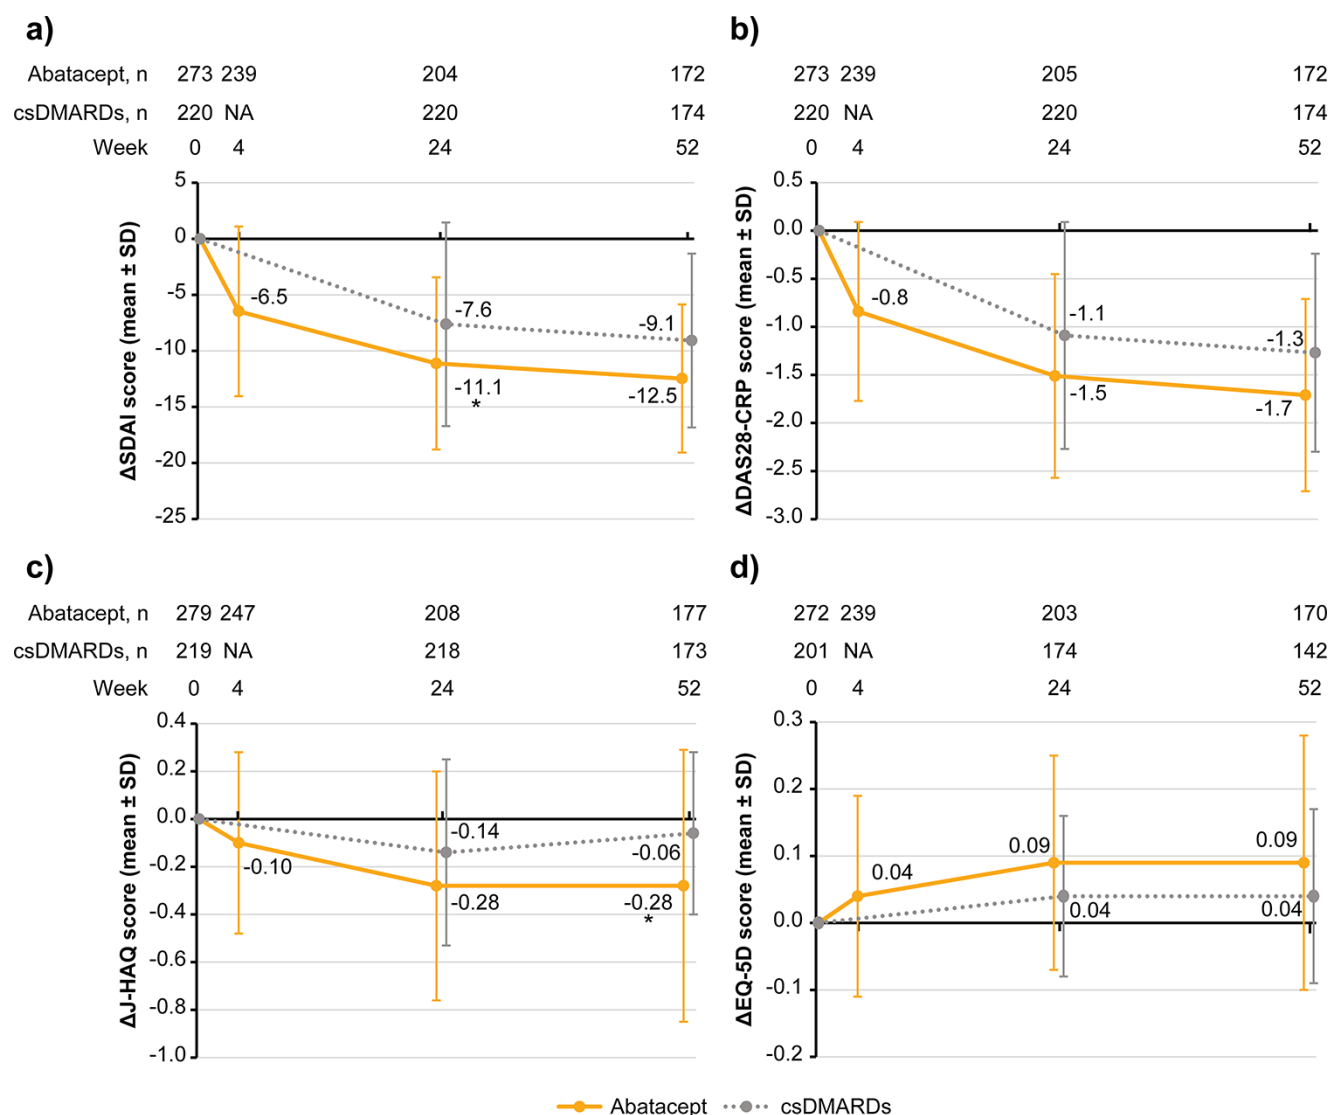 a)
Abatacept, n 273 239 204 172
csDMARDs, n 220 NA 220 174
Week 0 4 24 52
ΔSDAI score (mean ± SD)
5
0
-5
-10
-15
-20
-25
-6.5
-7.6
-9.1
-11.1
*
-12.5
b)
273 239 205 172
220 NA 220 174
0 4 24 52
ΔDAS28-CRP score (mean ± SD)
0.5
0.0
-0.5
-1.0
-1.5
-2.0
-2.5
-3.0
-0.8
-1.1
-1.3
-1.5
-1.7
c)
Abatacept, n 279 247 208 177
csDMARDs, n 219 NA 218 173
Week 0 4 24 52
ΔJ-HAQ score (mean ± SD)
0.4
0.2
0.0
-0.2
-0.4
-0.6
-0.8
-1.0
-0.10
-0.14
-0.06
-0.28
-0.28
*
d)
272 239 203 170
201 NA 174 142
0 4 24 52
ΔEQ-5D score (mean ± SD)
0.3
0.2
0.1
0.0
-0.1
-0.2
0.04
0.09
0.09
0.04
0.04
Abatacept csDMARDs